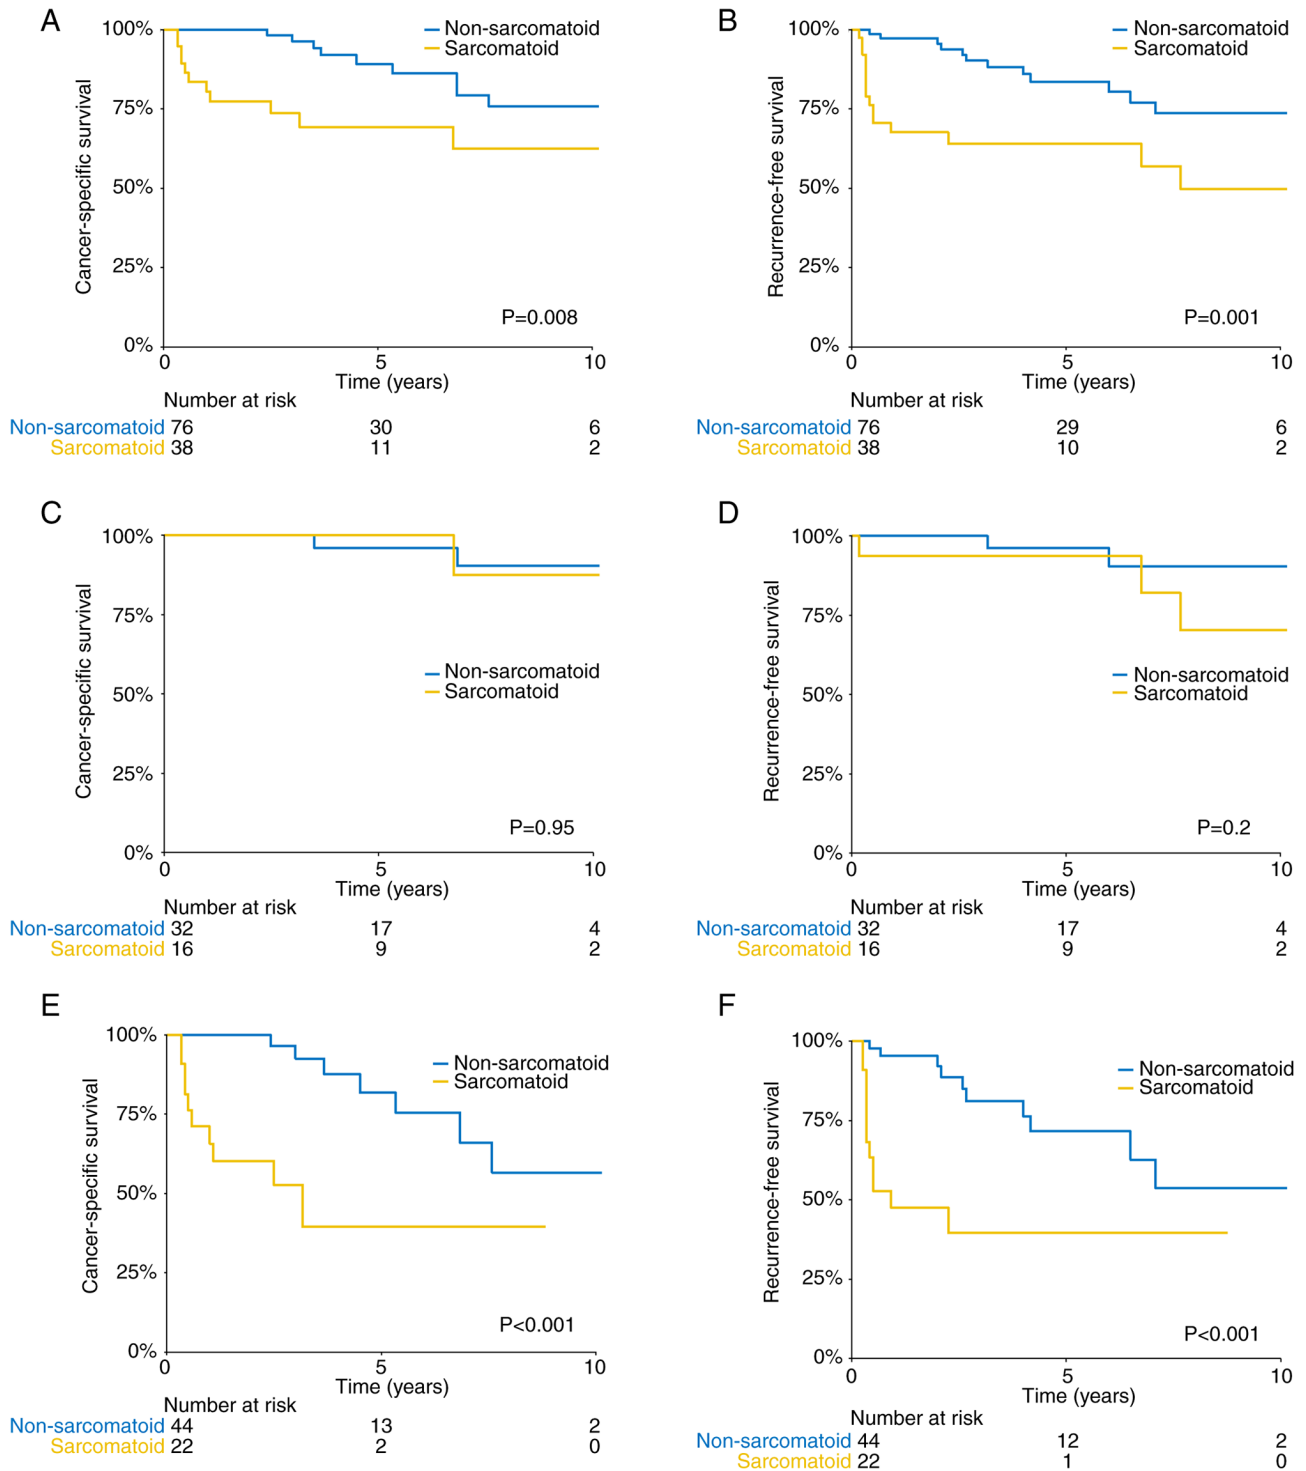 A
Cancer-specific survival
100%
75%
50%
25%
0%
Non-sarcomatoid
Sarcomatoid
P=0.008
0 5 10
Time (years)
Number at risk
Non-sarcomatoid 76 30 6
Sarcomatoid 38 11 2
B
Recurrence-free survival
100%
75%
50%
25%
0%
Non-sarcomatoid
Sarcomatoid
P=0.001
0 5 10
Time (years)
Number at risk
Non-sarcomatoid 76 29 6
Sarcomatoid 38 10 2
C
Cancer-specific survival
100%
75%
50%
25%
0%
Non-sarcomatoid
Sarcomatoid
P=0.95
0 5 10
Time (years)
Number at risk
Non-sarcomatoid 32 17 4
Sarcomatoid 16 9 2
D
Recurrence-free survival
100%
75%
50%
25%
0%
Non-sarcomatoid
Sarcomatoid
P=0.2
0 5 10
Time (years)
Number at risk
Non-sarcomatoid 32 17 4
Sarcomatoid 16 9 2
E
Cancer-specific survival
100%
75%
50%
25%
0%
Non-sarcomatoid
Sarcomatoid
P<0.001
0 5 10
Time (years)
Number at risk
Non-sarcomatoid 44 13 2
Sarcomatoid 22 2 0
F
Recurrence-free survival
100%
75%
50%
25%
0%
Non-sarcomatoid
Sarcomatoid
P<0.001
0 5 10
Time (years)
Number at risk
Non-sarcomatoid 44 12 2
Sarcomatoid 22 1 0